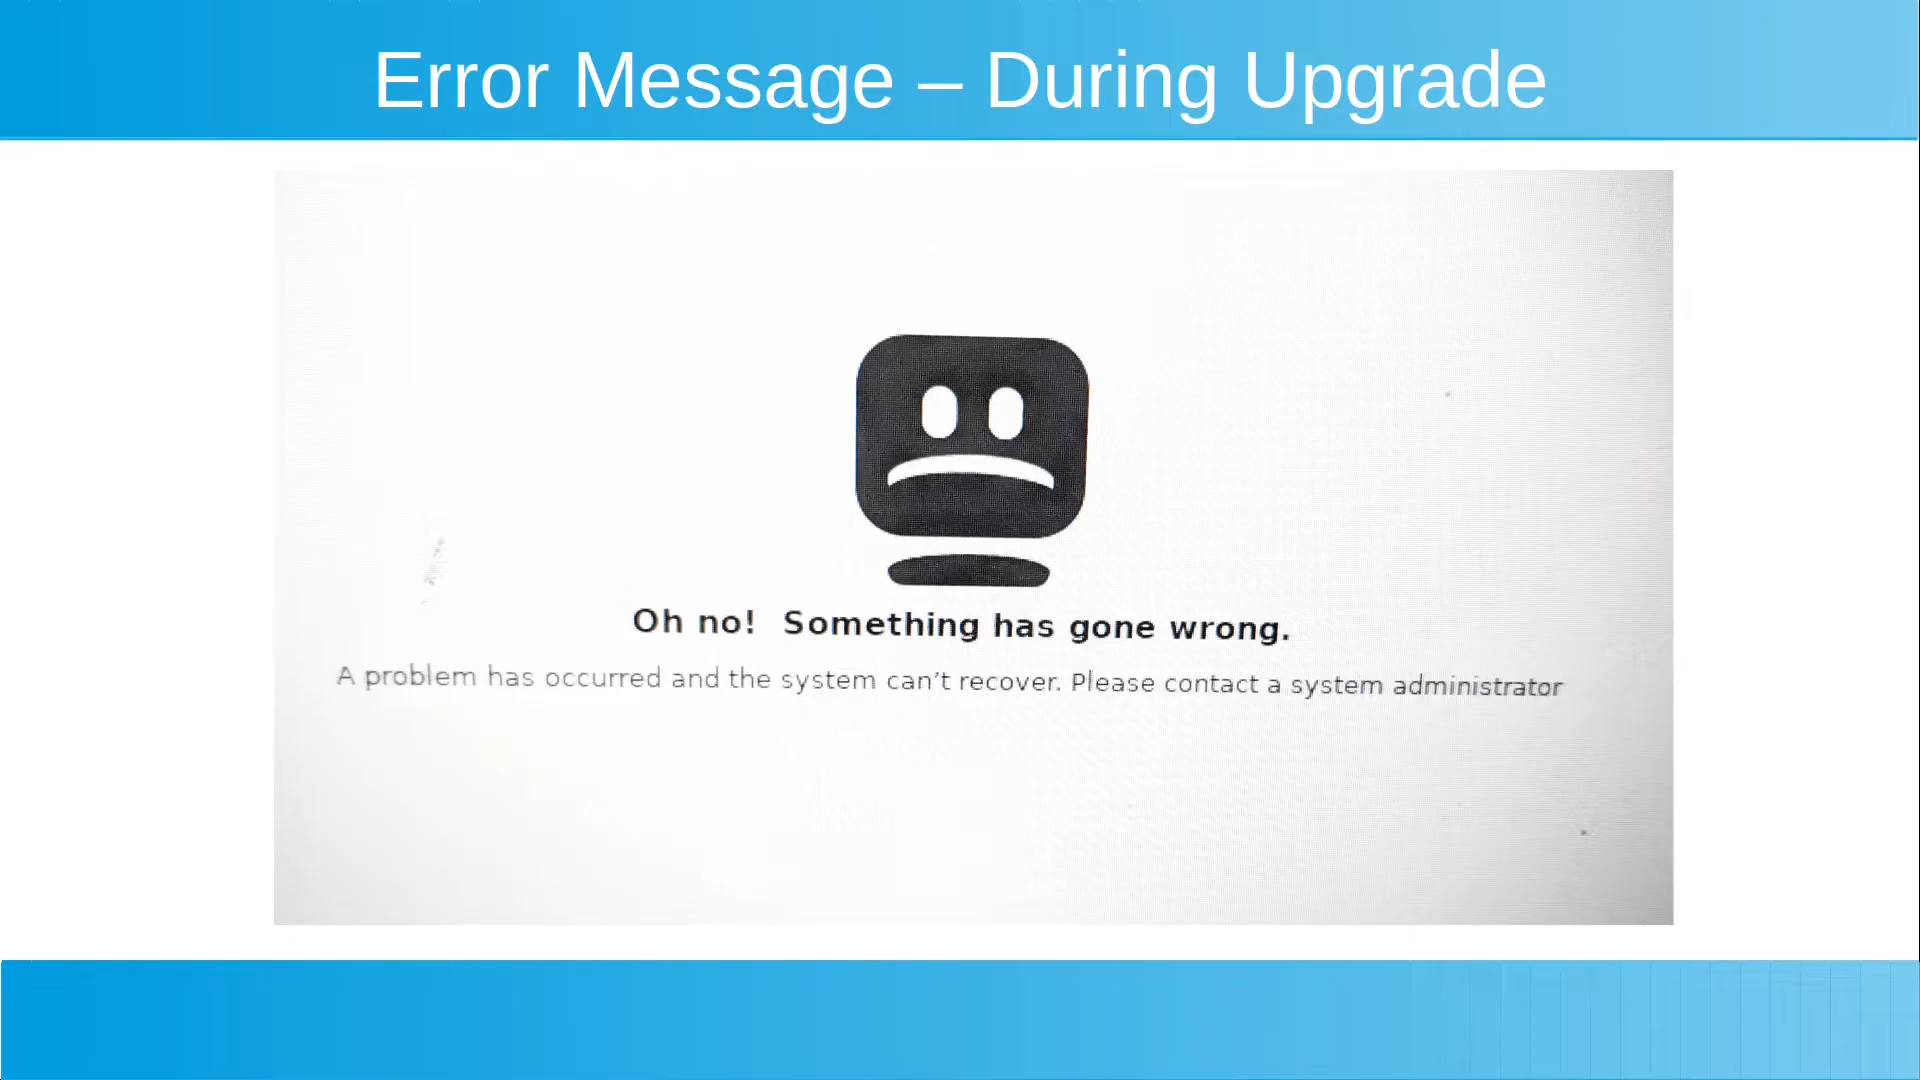 Error Message – During Upgrade
Oh no! Something has gone wrong.
A problem has occurred and the system can't recover. Please contact a system administrator